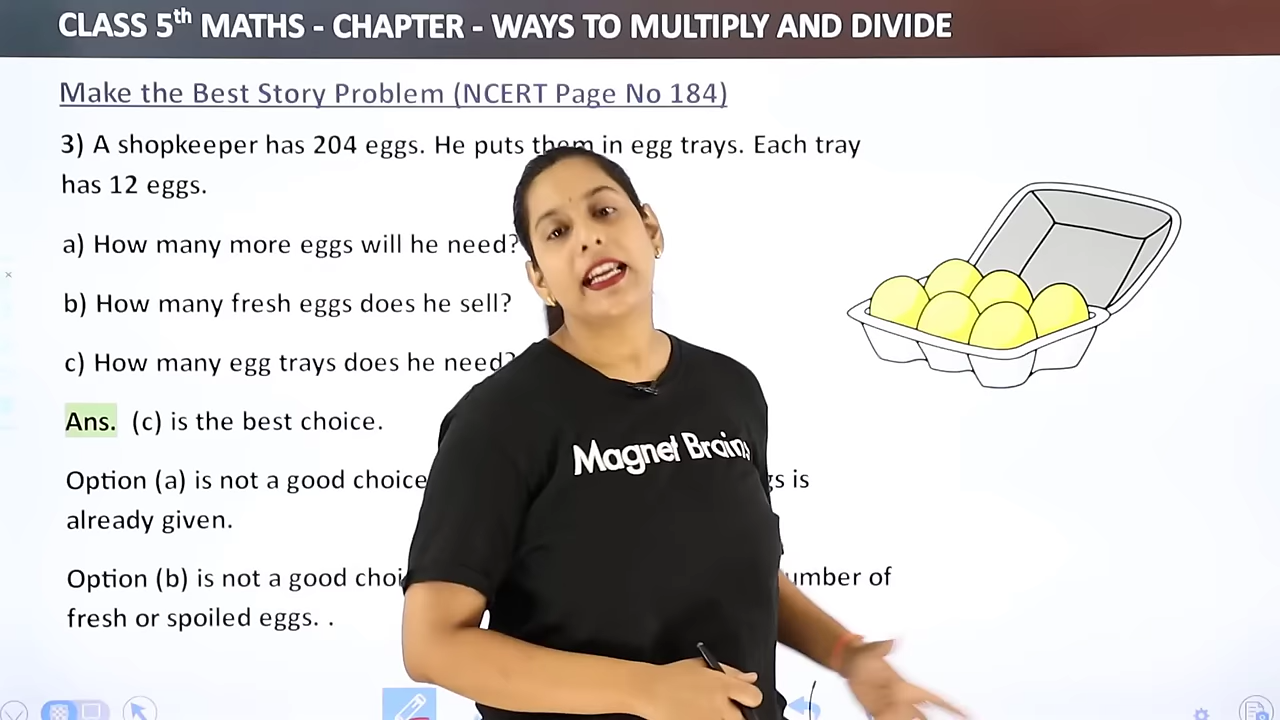 CLASS 5th MATHS - CHAPTER - WAYS TO MULTIPLY AND DIVIDE
Make the Best Story Problem (NCERT Page No 184)
3) A shopkeeper has 204 eggs. He puts them in egg trays. Each tray
has 12 eggs.
a) How many more eggs will he need?
b) How many fresh eggs does he sell?
c) How many egg trays does he need?
Ans. (c) is the best choice.
Option (a) is not a good choice is
already given.
Option (b) is not a good of
fresh or spoiled eggs. .
Magnet Brains